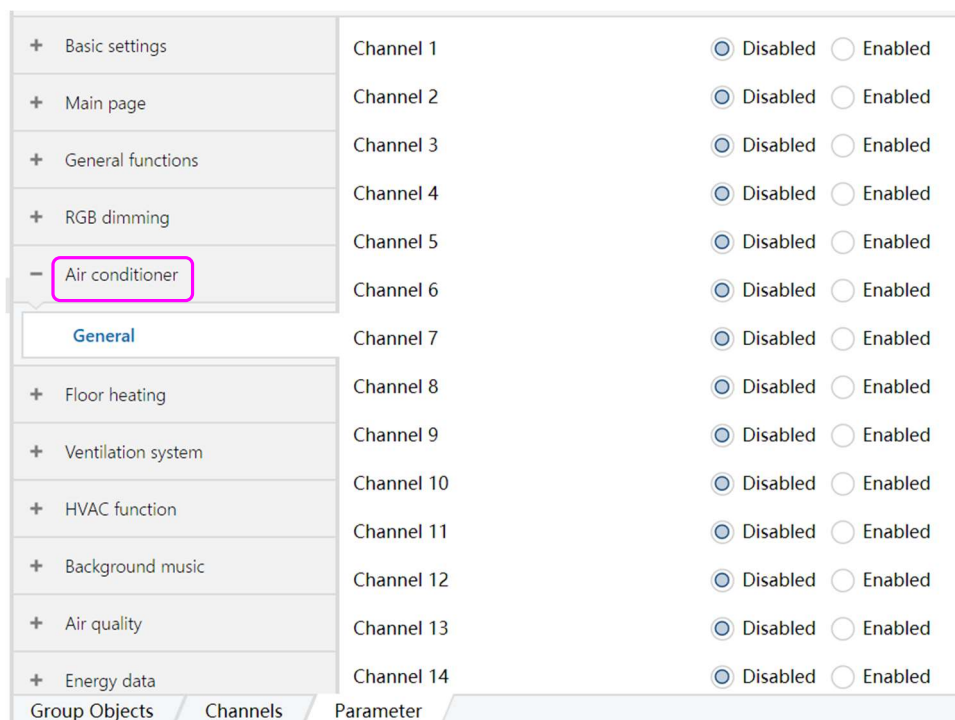 Basic settings
Main page
General functions
RGB dimming
Air conditioner
General
Floor heating
Ventilation system
HVAC function
Background music
Air quality
Energy data
Channel 1 Disabled Enabled
Channel 2 Disabled Enabled
Channel 3 Disabled Enabled
Channel 4 Disabled Enabled
Channel 5 Disabled Enabled
Channel 6 Disabled Enabled
Channel 7 Disabled Enabled
Channel 8 Disabled Enabled
Channel 9 Disabled Enabled
Channel 10 Disabled Enabled
Channel 11 Disabled Enabled
Channel 12 Disabled Enabled
Channel 13 Disabled Enabled
Channel 14 Disabled Enabled
Group Objects Channels Parameter